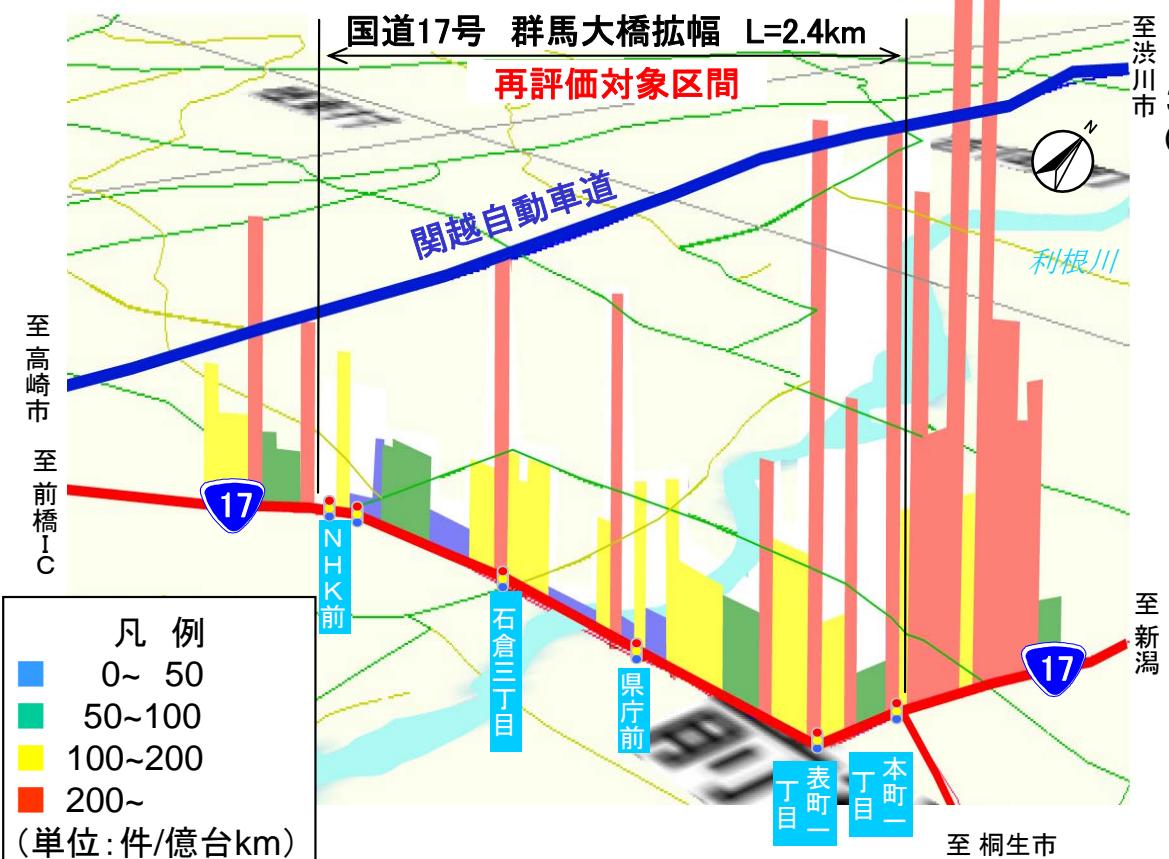 国道17号 群馬大橋拡幅 L=2.4km
再評価対象区間
至渋川市
N
関越自動車道
利根川
至高崎市
至前橋IC
17
NHK前
石倉三丁目
県庁前
表町一丁目
本町一丁目
17
至新潟
至 桐生市
凡 例
0~ 50
50~100
100~200
200~
(単位:件/億台km)